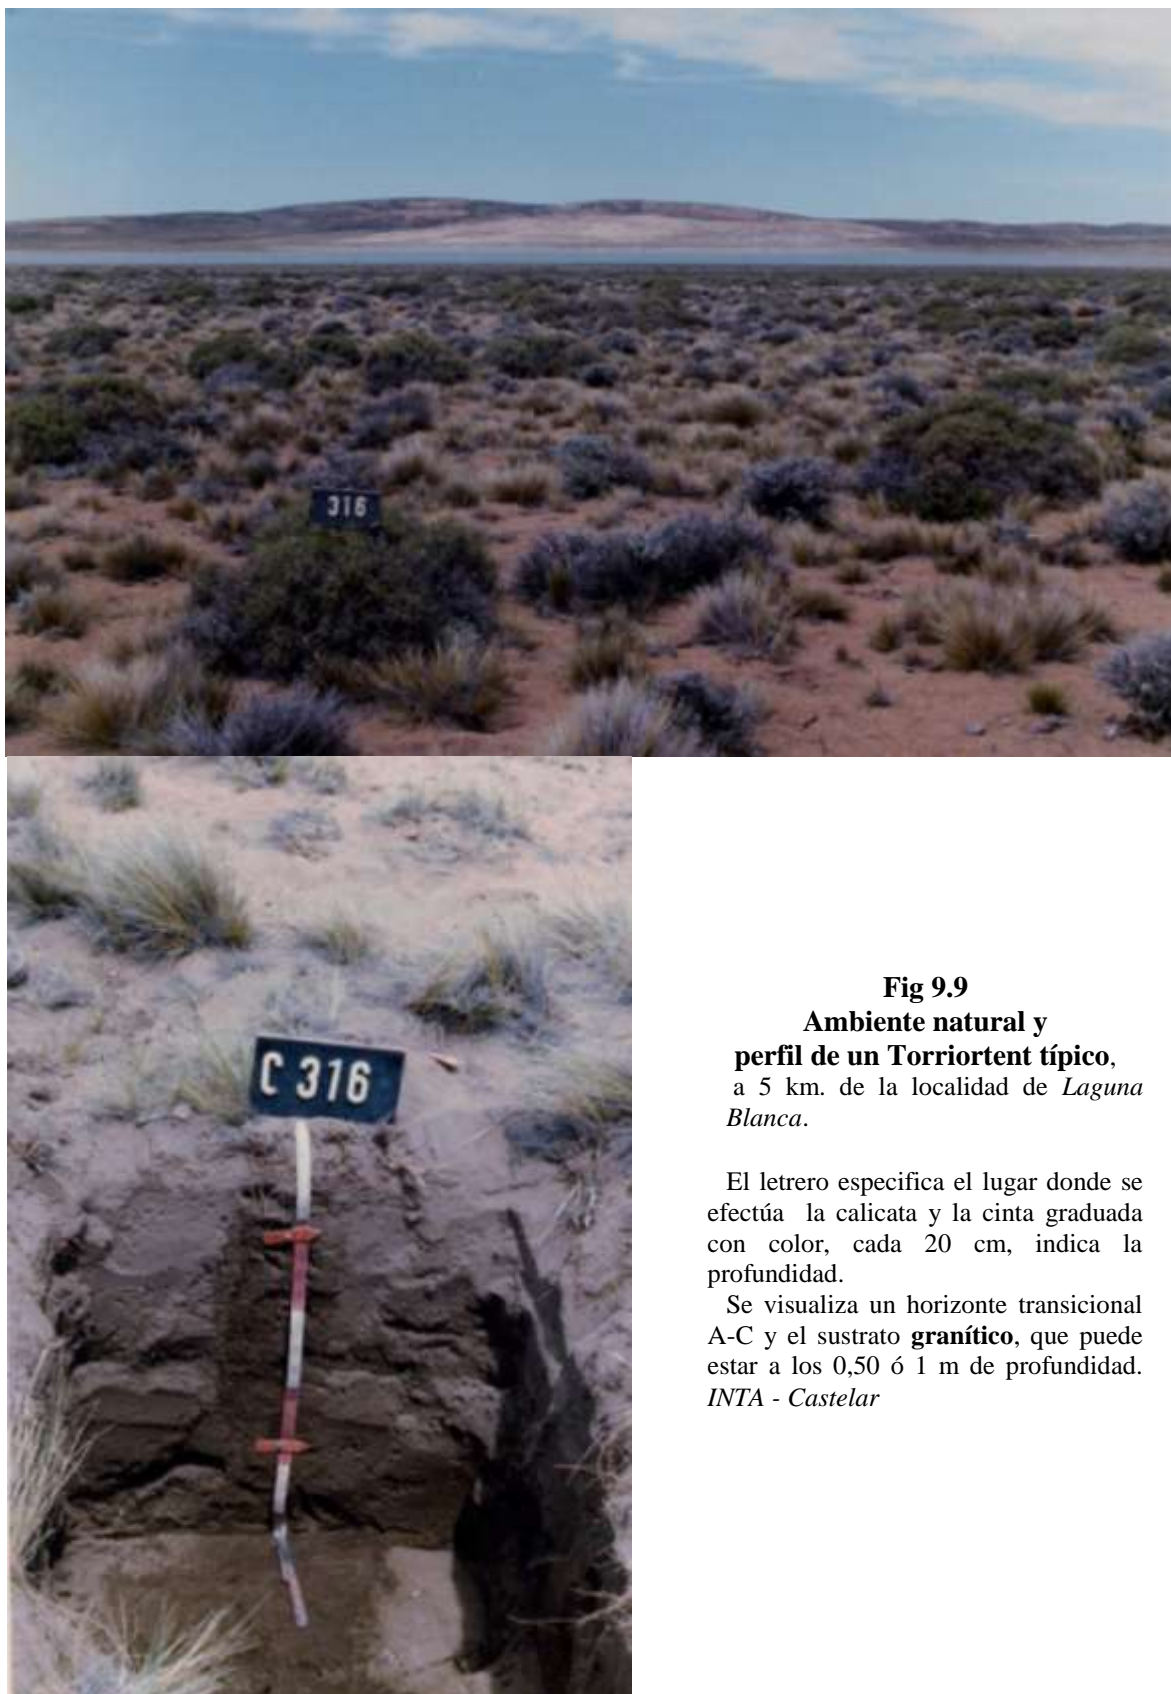 316
C 316
Fig 9.9
Ambiente natural y
perfil de un Torriortent típico,
a 5 km. de la localidad de Laguna
Blanca.
El letrero especifica el lugar donde se
efectúa la calicata y la cinta graduada
con color, cada 20 cm, indica la
profundidad.
Se visualiza un horizonte transicional
A-C y el sustrato granítico, que puede
estar a los 0,50 ó 1 m de profundidad.
INTA - Castelar